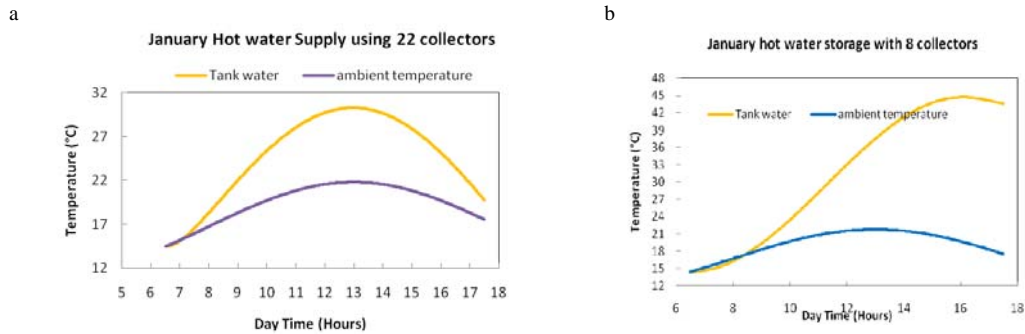 a
January Hot water Supply using 22 collectors
Tank water ambient temperature
32
27
22
17
12
Temperature (°C)
5 6 7 8 9 10 11 12 13 14 15 16 17 18
Day Time (Hours)
b
January hot water storage with 8 collectors
48
45
42
39
36
33
30
27
24
21
18
15
12
Tank water ambient temperature
Temperature (°C)
6 8 10 12 14 16 18
Day Time (Hours)